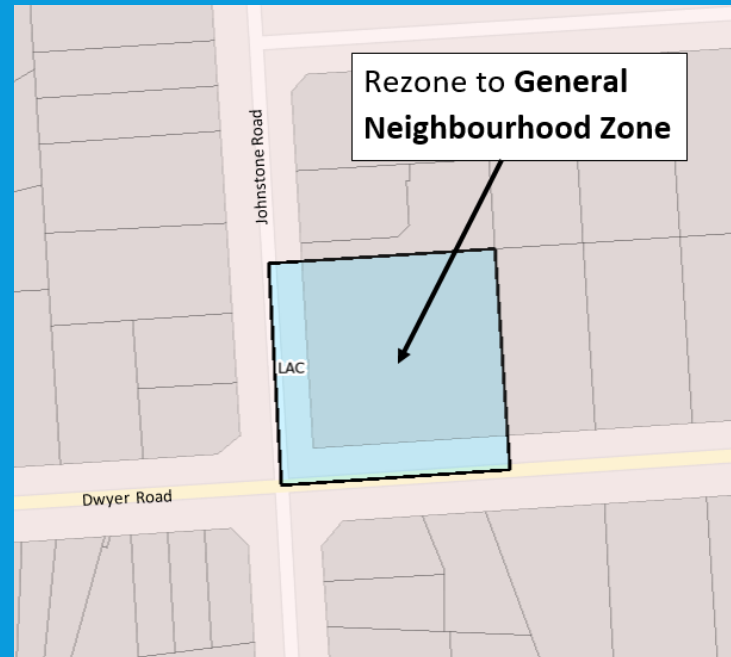 Rezone to General
Neighbourhood Zone
Johnstone Road
LAC
Dwyer Road